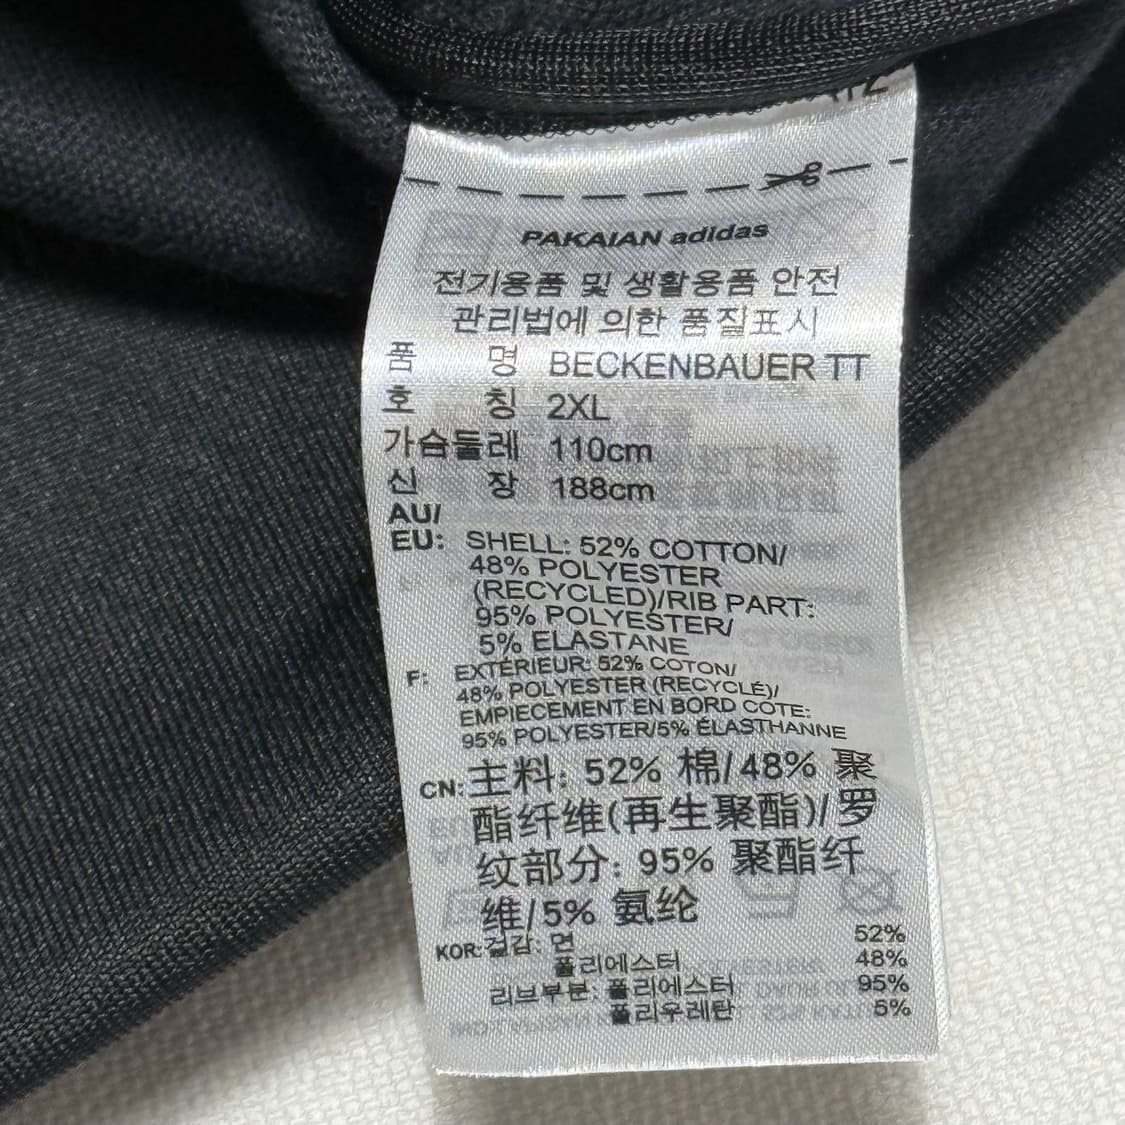 PAKAIAN adidas
전기용품 및 생활용품 안전
관리법에 의한 품질표시
품 명 BECKENBAUER TT
호 칭 2XL
가슴둘레 110cm
신 장 188cm
AU/
EU: SHELL: 52% COTTON/
48% POLYESTER
(RECYCLED)/RIB PART:
95% POLYESTER/
5% ELASTANE
F: EXTÉRIEUR: 52% COTON/
48% POLYESTER (RECYCLÉ)/
EMPIECEMENT EN BORD CÔTE:
95% POLYESTER/5% ÉLASTHANNE
CN: 主料: 52% 棉/48% 聚
酯纤维(再生聚酯)/罗
纹部分: 95% 聚酯纤
维/5% 氨纶
KOR: 겉감: 면 52%
폴리에스터 48%
리브부분: 폴리에스터 95%
폴리우레탄 5%